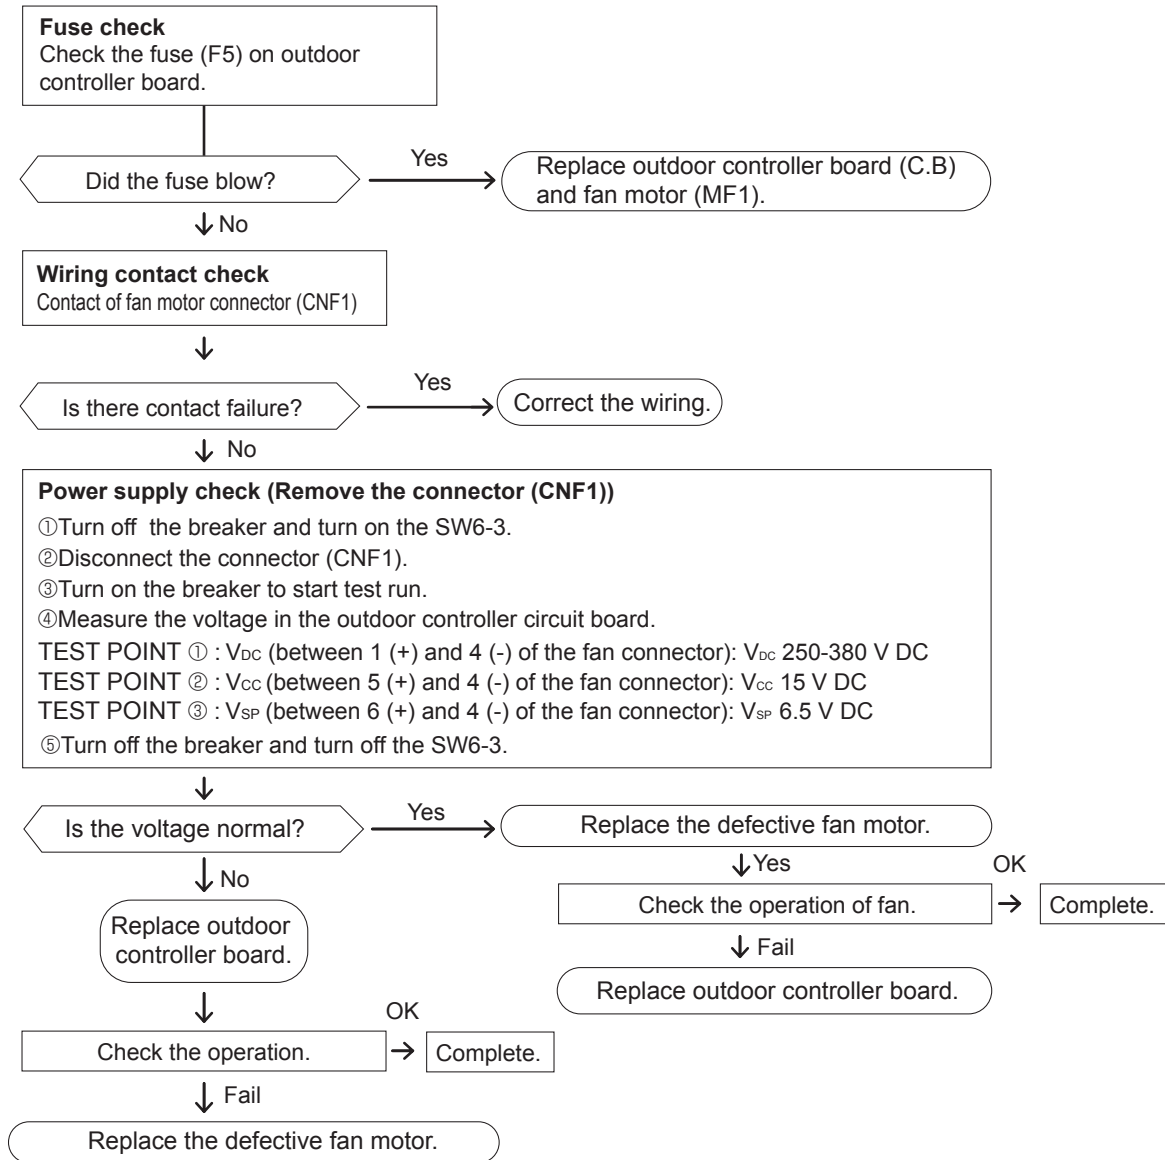 Fuse check
Check the fuse (F5) on outdoor
controller board.
Did the fuse blow?
Yes
Replace outdoor controller board (C.B)
and fan motor (MF1).
No
Wiring contact check
Contact of fan motor connector (CNF1)
Is there contact failure?
Yes
Correct the wiring.
No
Power supply check (Remove the connector (CNF1))
①Turn off the breaker and turn on the SW6-3.
②Disconnect the connector (CNF1).
③Turn on the breaker to start test run.
④Measure the voltage in the outdoor controller circuit board.
TEST POINT ① : VDC (between 1 (+) and 4 (-) of the fan connector): VDC 250-380 V DC
TEST POINT ② : VCC (between 5 (+) and 4 (-) of the fan connector): VCC 15 V DC
TEST POINT ③ : VSP (between 6 (+) and 4 (-) of the fan connector): VSP 6.5 V DC
⑤Turn off the breaker and turn off the SW6-3.
Is the voltage normal?
Yes
Replace the defective fan motor.
Yes
Check the operation of fan.
OK
Complete.
Fail
Replace outdoor controller board.
No
Replace outdoor
controller board.
Check the operation.
OK
Complete.
Fail
Replace the defective fan motor.